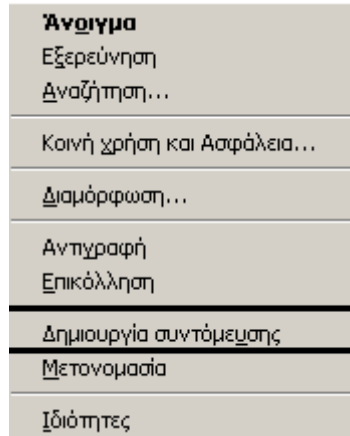 Άνοιγμα
Εξερεύνηση
Αναζήτηση...
Κοινή χρήση και Ασφάλεια...
Διαμόρφωση...
Αντιγραφή
Επικόλληση
Δημιουργία συντόμευσης
Μετονομασία
Ιδιότητες